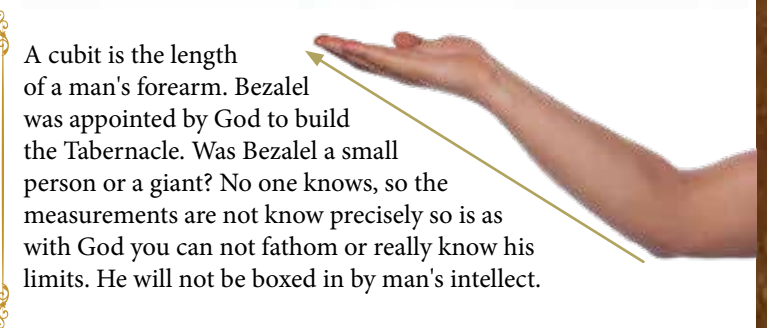 A cubit is the length
of a man's forearm. Bezalel
was appointed by God to build
the Tabernacle. Was Bezalel a small
person or a giant? No one knows, so the
measurements are not know precisely so is as
with God you can not fathom or really know his
limits. He will not be boxed in by man's intellect.